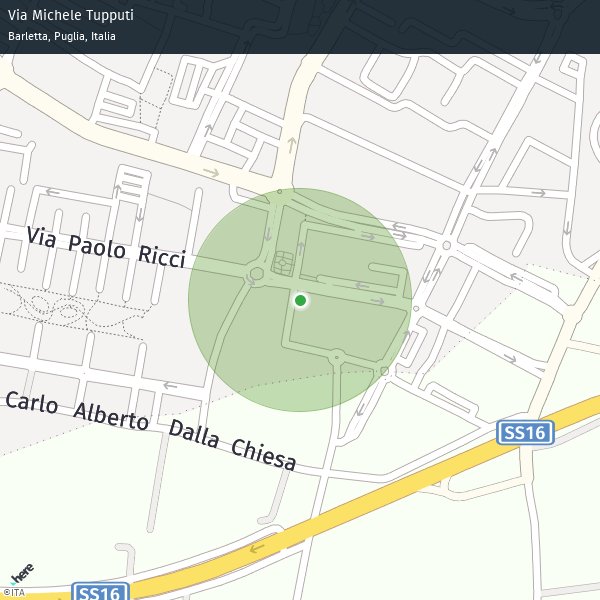 Via Michele Tupputi
Barletta, Puglia, Italia
Via Paolo Ricci
Carlo Alberto Dalla Chiesa
SS16
SS16
here
©ITA